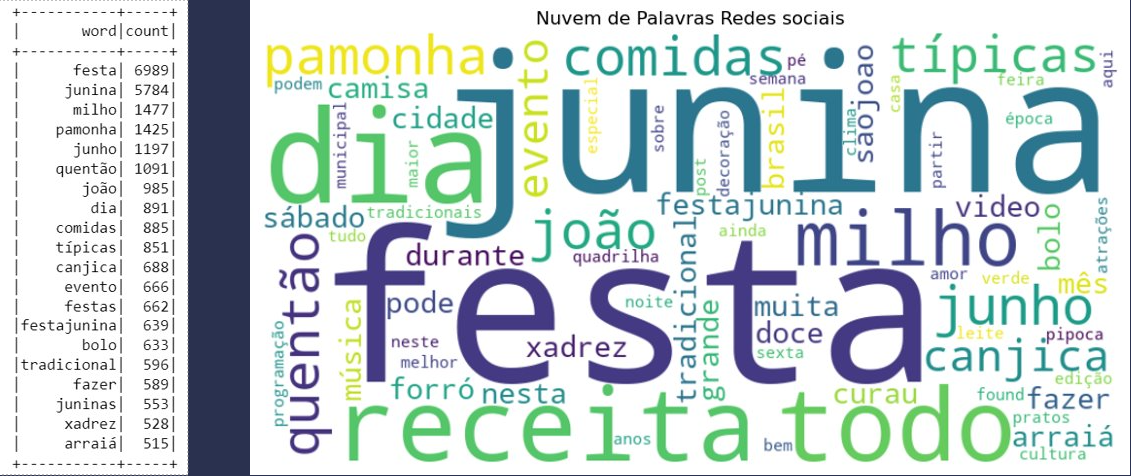 +-----------+-----+
|       word|count|
+-----------+-----+
|      festa| 6989|
|     junina| 5784|
|      milho| 1477|
|    pamonha| 1425|
|      junho| 1197|
|    quentão| 1091|
|       joão|  985|
|        dia|  891|
|    comidas|  885|
|    típicas|  851|
|    canjica|  688|
|     evento|  666|
|     festas|  662|
|festajunina|  639|
|       bolo|  633|
|tradicional|  596|
|      fazer|  589|
|    juninas|  553|
|     xadrez|  528|
|     arraiá|  515|
+-----------+-----+
Nuvem de Palavras Redes sociais
pamonha
comidas
pé
típicas
semana
feira
aqui
podem
camisa
evento
especial
junina
casa
dia
cidade
municipal
maior
sobre
post
decoração
brasil
clima
saojoao
partir
época
sábado
tradicionais
tudo
festajunina
video
joão
ainda
milho
bolo
atrações
durante
quadrilha
festa
tradicional
amor
verde
mês
quentão
programação
música
pode
noite
grande
muita
junho
neste
melhor
xadrez
doce
sexta
leite
pipoca
canjica
edição
forró
nesta
curau
found
fazer
receita
todo
pratos
anos
bem
arraiá
cultura